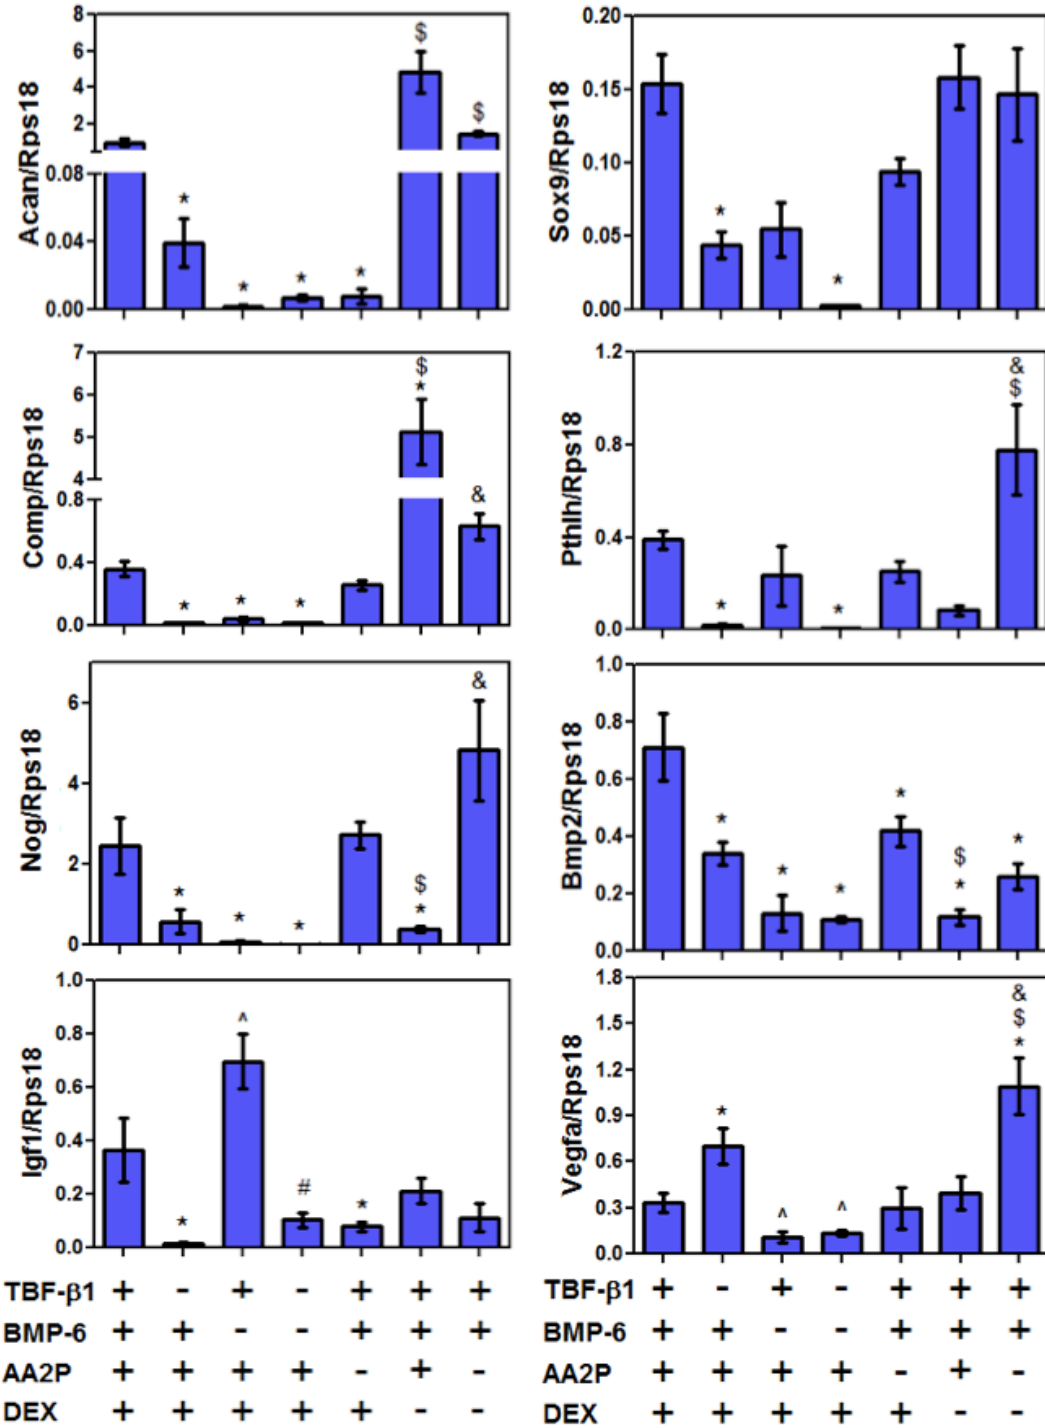 8
6
4
2
0.08
0.04
0.00
Acan/Rps18
* * * * $ $
0.20
0.15
0.10
0.05
0.00
Sox9/Rps18
* *
7
6
5
4
0.8
0.4
0.0
Comp/Rps18
* * * $ * &
1.2
0.8
0.4
0.0
Pthlh/Rps18
* * & $
6
4
2
0
Nog/Rps18
* * * $ * &
1.0
0.8
0.6
0.4
0.2
0.0
Bmp2/Rps18
* * * * $ * *
1.0
0.8
0.6
0.4
0.2
0.0
Igf1/Rps18
* ^ # *
1.8
1.5
1.2
0.9
0.6
0.3
0.0
Vegfa/Rps18
* ^ ^ & $ *
TBF-β1 + - + - + + +
BMP-6 + + - - + + +
AA2P + + + + - + -
DEX + + + + + - -
TBF-β1 + - + - + + +
BMP-6 + + - - + + +
AA2P + + + + - + -
DEX + + + + + - -